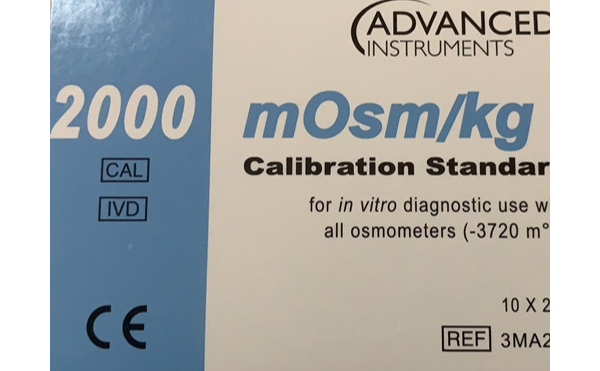 ADVANCED
INSTRUMENTS
2000 mOsm/kg
CAL
Calibration Standar
IVD
for in vitro diagnostic use w
all osmometers (-3720 m°
10 X 2
CE
REF 3MA2